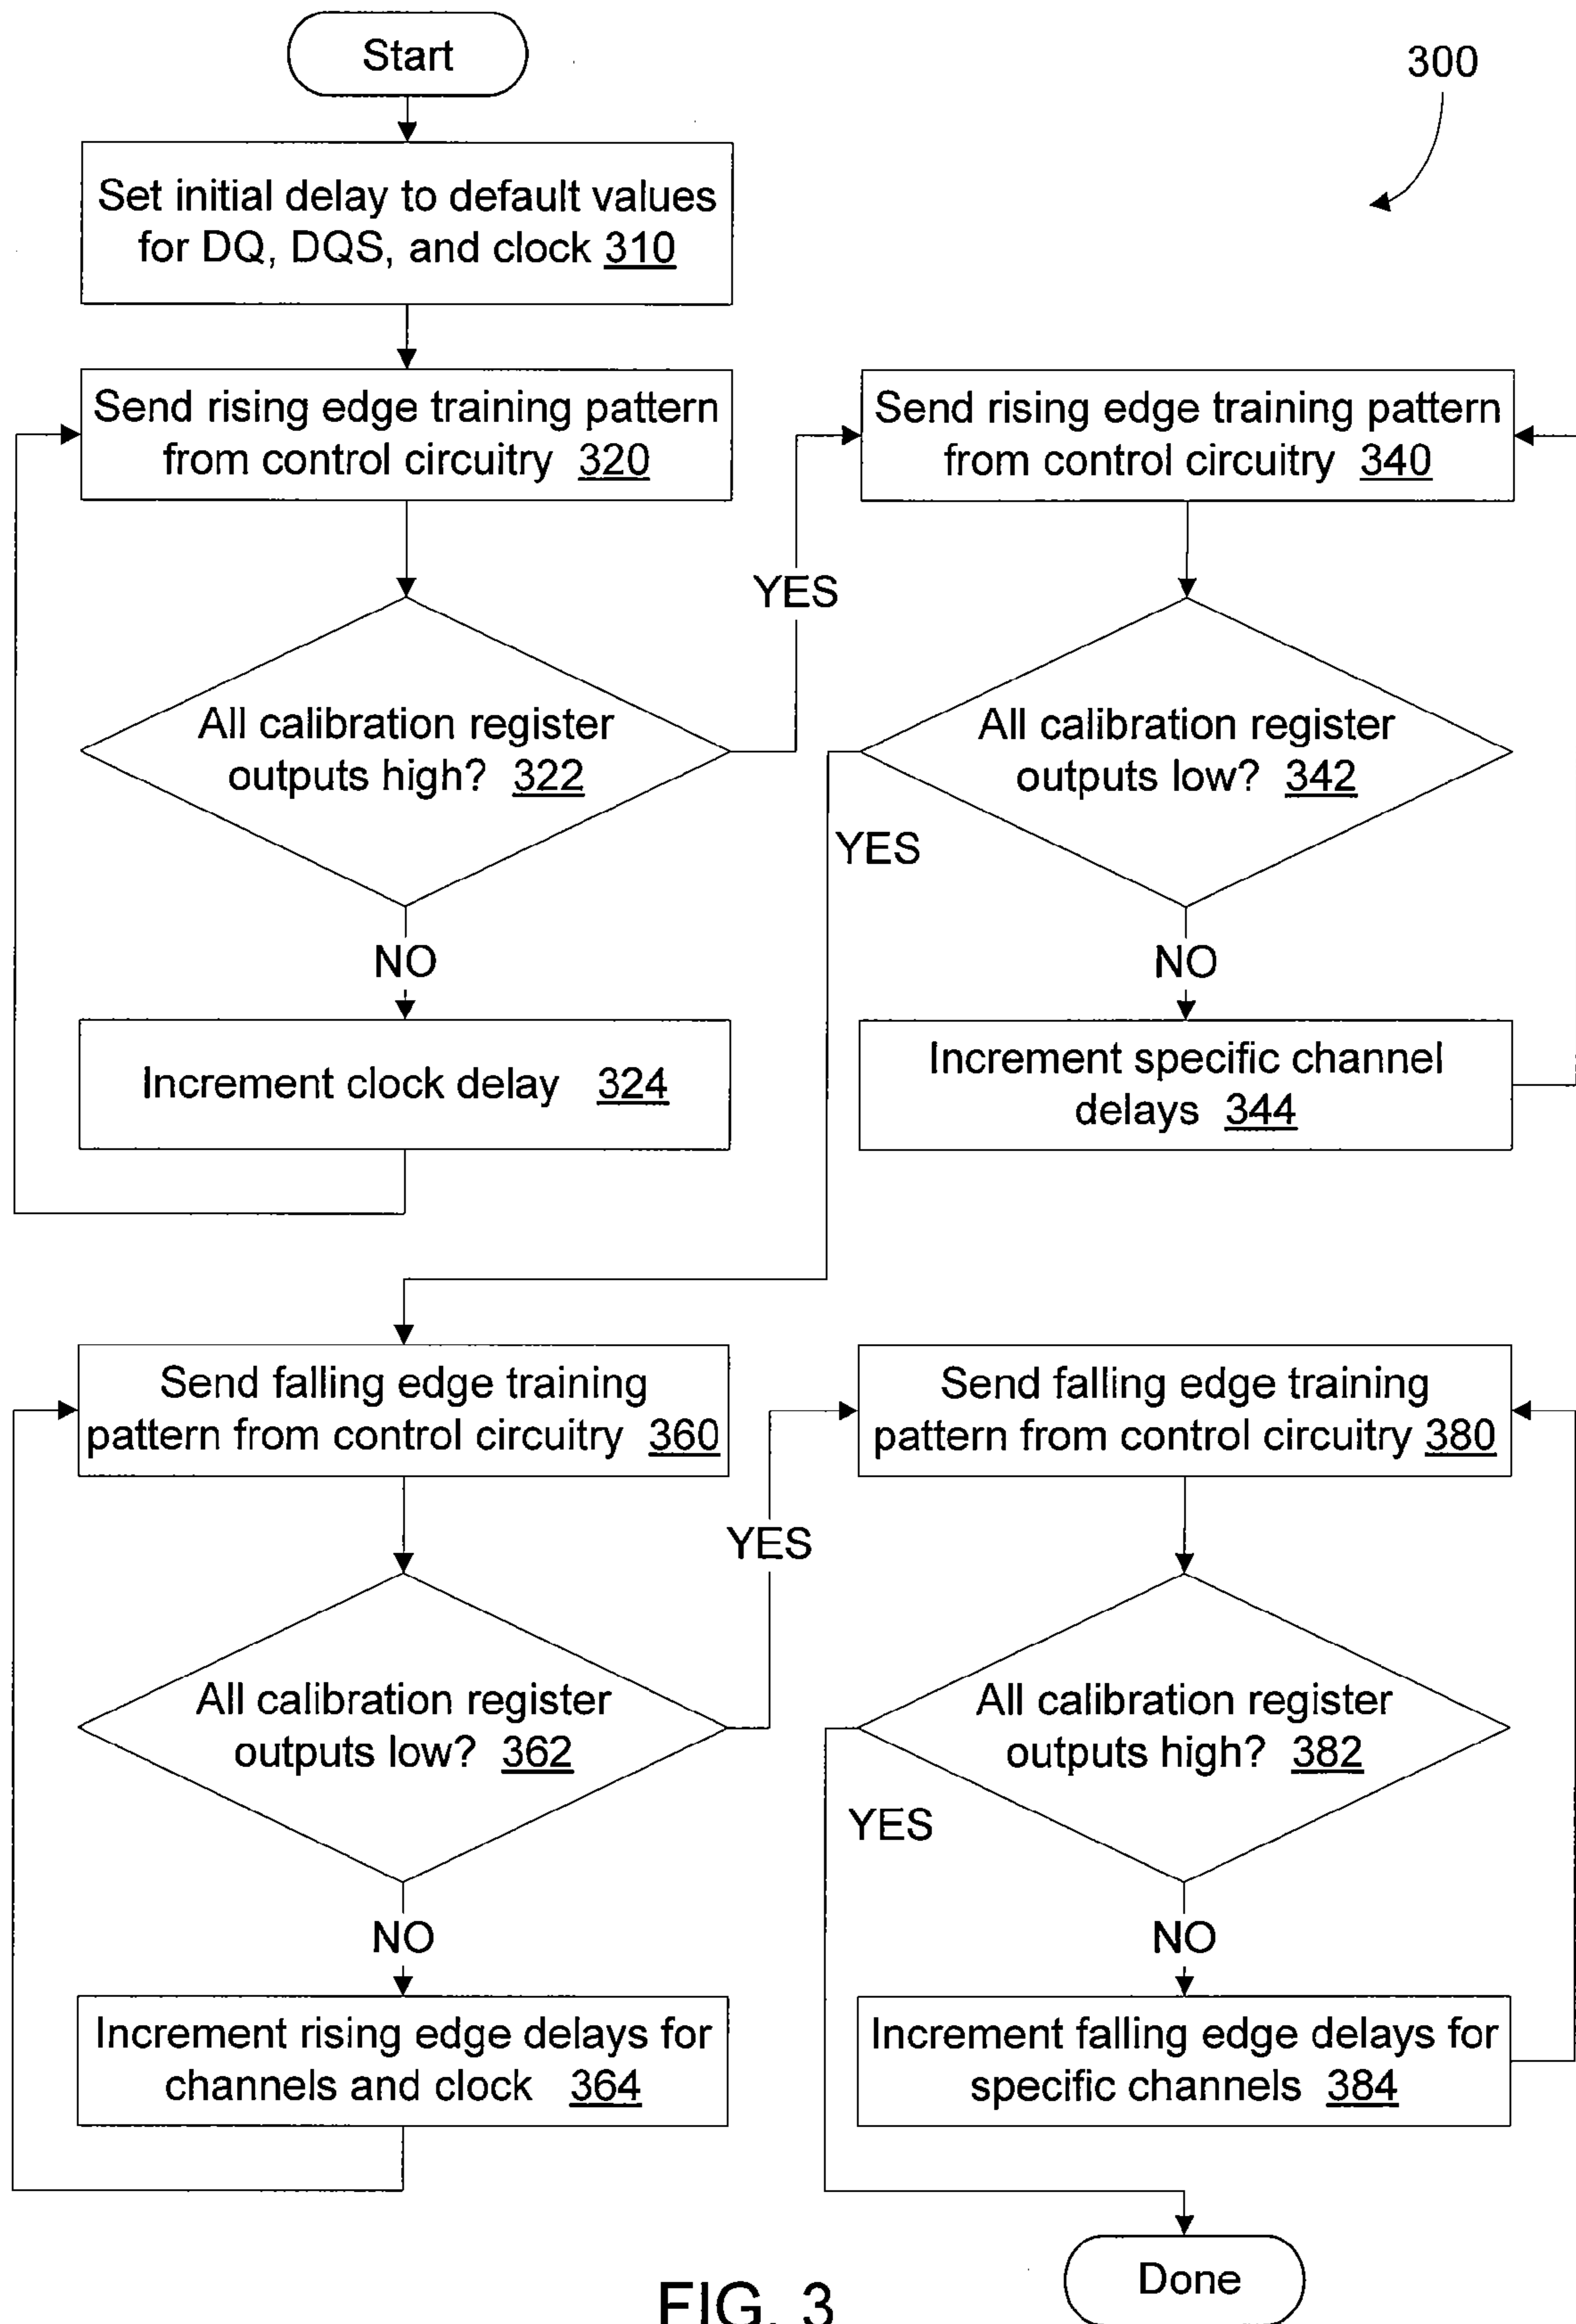 Start
300
Set initial delay to default values
for DQ, DQS, and clock 310
Send rising edge training pattern
from control circuitry 320
Send rising edge training pattern
from control circuitry 340
YES
All calibration register
outputs high? 322
All calibration register
outputs low? 342
YES
NO
NO
Increment clock delay 324
Increment specific channel
delays 344
Send falling edge training
pattern from control circuitry 360
Send falling edge training
pattern from control circuitry 380
YES
All calibration register
outputs low? 362
All calibration register
outputs high? 382
YES
NO
NO
Increment rising edge delays for
channels and clock 364
Increment falling edge delays for
specific channels 384
Done
FIG. 3